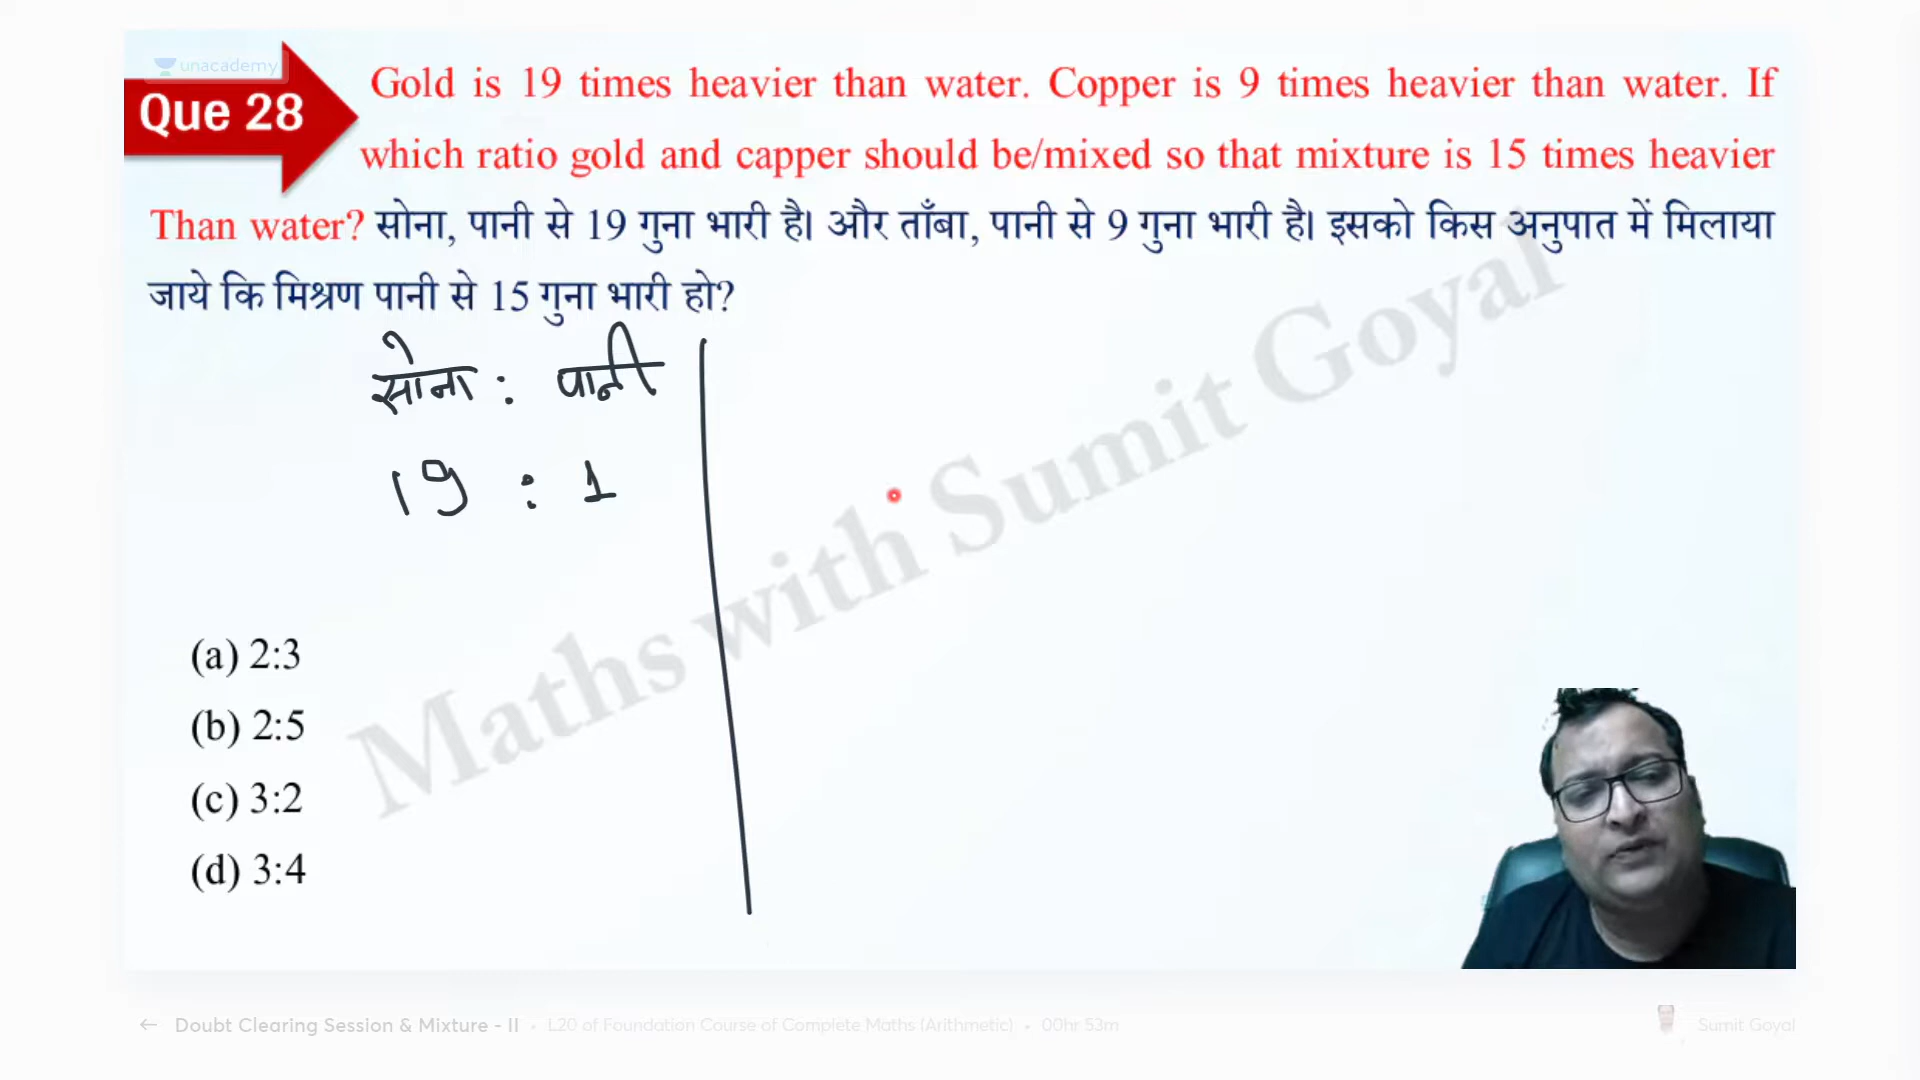 unacademy
Que 28
Gold is 19 times heavier than water. Copper is 9 times heavier than water. If
which ratio gold and capper should be/mixed so that mixture is 15 times heavier
Than water? सोना, पानी से 19 गुना भारी है। और ताँबा, पानी से 9 गुना भारी है। इसको किस अनुपात में मिलाया
जाये कि मिश्रण पानी से 15 गुना भारी हो?
सोना : पानी
19 : 1
Maths with Sumit Goyal
(a) 2:3
(b) 2:5
(c) 3:2
(d) 3:4
← Doubt Clearing Session & Mixture - II • L20 of Foundation Course of Complete Maths (Arithmetic) • 00hr 53m
Sumit Goyal